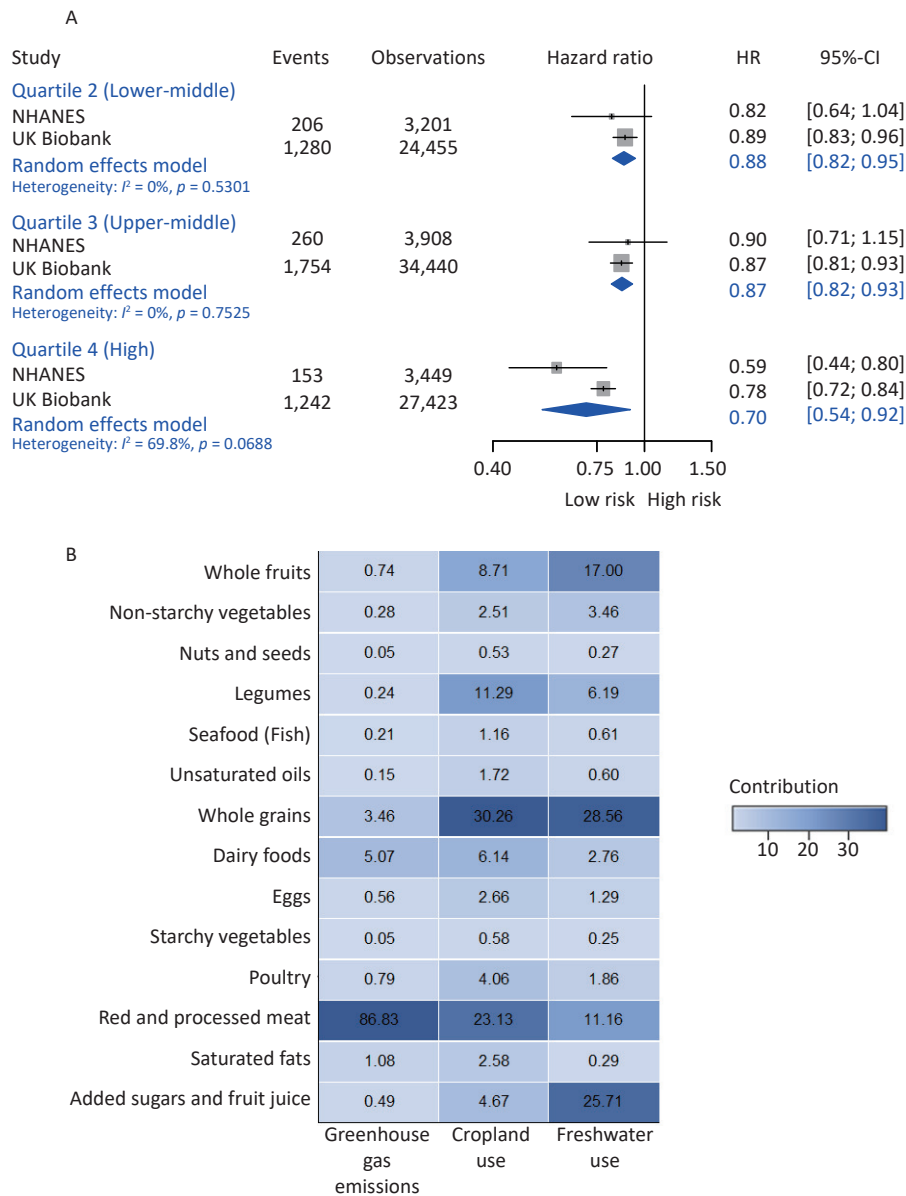 A
Study Events Observations Hazard ratio HR 95%-CI
Quartile 2 (Lower-middle)
NHANES 206 3,201 0.82 [0.64; 1.04]
UK Biobank 1,280 24,455 0.89 [0.83; 0.96]
Random effects model 0.88 [0.82; 0.95]
Heterogeneity: I² = 0%, p = 0.5301
Quartile 3 (Upper-middle)
NHANES 260 3,908 0.90 [0.71; 1.15]
UK Biobank 1,754 34,440 0.87 [0.81; 0.93]
Random effects model 0.87 [0.82; 0.93]
Heterogeneity: I² = 0%, p = 0.7525
Quartile 4 (High)
NHANES 153 3,449 0.59 [0.44; 0.80]
UK Biobank 1,242 27,423 0.78 [0.72; 0.84]
Random effects model 0.70 [0.54; 0.92]
Heterogeneity: I² = 69.8%, p = 0.0688
0.40 0.75 1.00 1.50
Low risk High risk
B
Whole fruits 0.74 8.71 17.00
Non-starchy vegetables 0.28 2.51 3.46
Nuts and seeds 0.05 0.53 0.27
Legumes 0.24 11.29 6.19
Seafood (Fish) 0.21 1.16 0.61
Unsaturated oils 0.15 1.72 0.60
Whole grains 3.46 30.26 28.56
Dairy foods 5.07 6.14 2.76
Eggs 0.56 2.66 1.29
Starchy vegetables 0.05 0.58 0.25
Poultry 0.79 4.06 1.86
Red and processed meat 86.83 23.13 11.16
Saturated fats 1.08 2.58 0.29
Added sugars and fruit juice 0.49 4.67 25.71
Greenhouse Cropland Freshwater
gas use use
emissions
Contribution
10 20 30